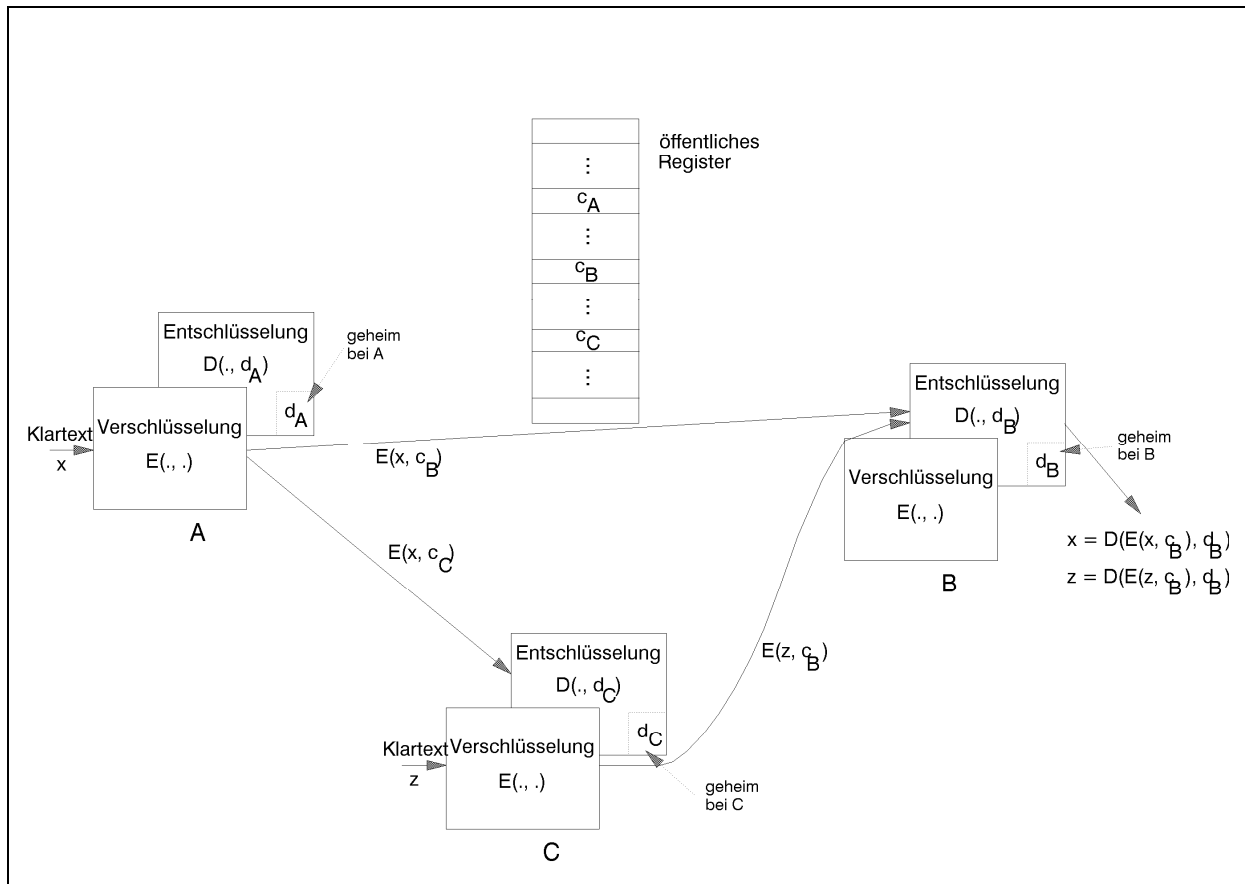 öffentliches
Register
⋮
c_A
⋮
c_B
⋮
c_C
⋮
Entschlüsselung
D(., d_A)
d_A
geheim
bei A
Klartext
x
Verschlüsselung
E(., .)
A
E(x, c_B)
E(x, c_C)
Entschlüsselung
D(., d_B)
d_B
geheim
bei B
Verschlüsselung
E(., .)
B
x = D(E(x, c_B), d_B)
z = D(E(z, c_B), d_B)
E(z, c_B)
Entschlüsselung
D(., d_C)
d_C
geheim
bei C
Klartext
z
Verschlüsselung
E(., .)
C